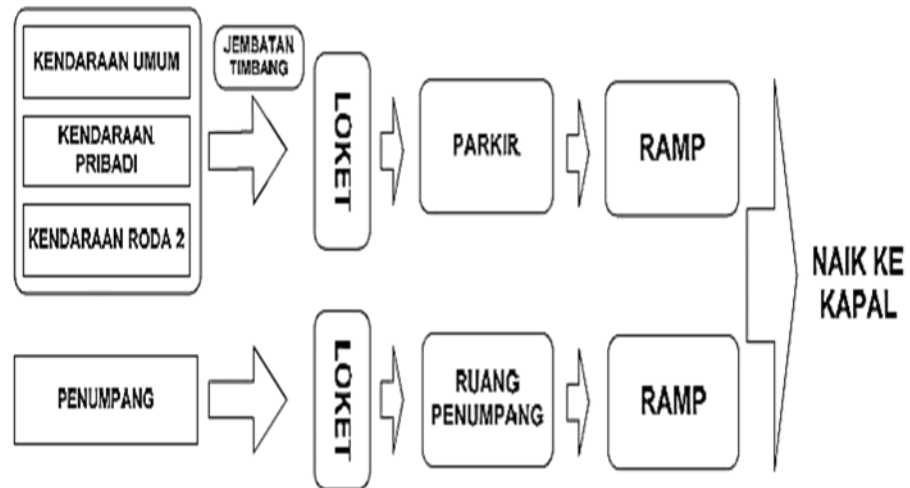 KENDARAAN UMUM
KENDARAAN
PRIBADI
KENDARAAN RODA 2
JEMBATAN
TIMBANG
LOKET
PARKIR
RAMP
PENUMPANG
LOKET
RUANG
PENUMPANG
RAMP
NAIK KE
KAPAL